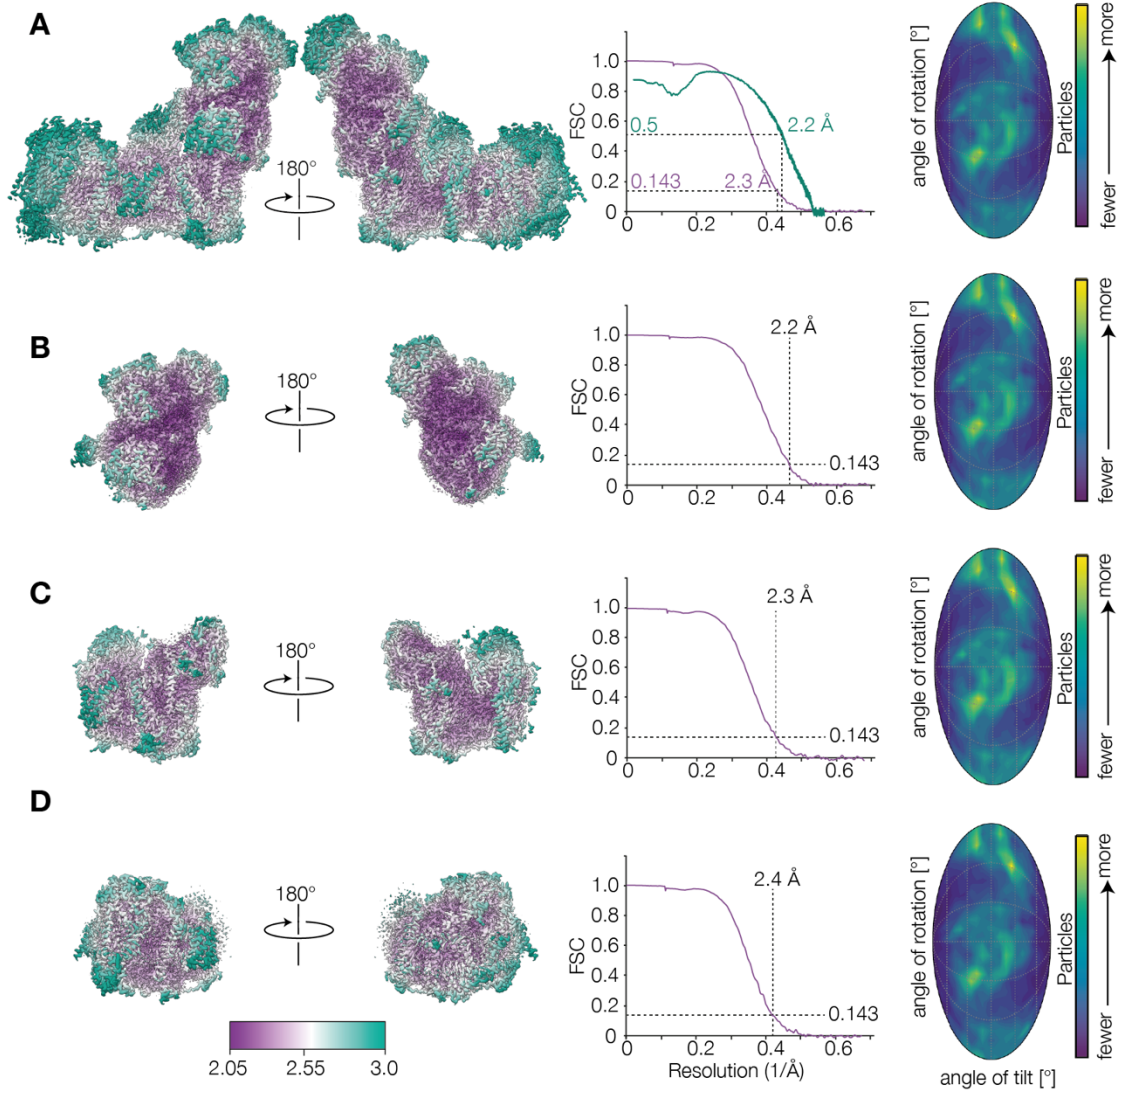 A
180°
FSC
1.0
0.8
0.6
0.4
0.2
0
0.5
2.2 Å
0.143
2.3 Å
0
0.2
0.4
0.6
angle of rotation [°]
Particles
fewer
more
B
180°
FSC
1.0
0.8
0.6
0.4
0.2
0
2.2 Å
0.143
0
0.2
0.4
0.6
angle of rotation [°]
Particles
fewer
more
C
180°
FSC
1.0
0.8
0.6
0.4
0.2
0
2.3 Å
0.143
0
0.2
0.4
0.6
angle of rotation [°]
Particles
fewer
more
D
180°
FSC
1.0
0.8
0.6
0.4
0.2
0
2.4 Å
0.143
0
0.2
0.4
0.6
Resolution (1/Å)
angle of rotation [°]
Particles
fewer
more
angle of tilt [°]
2.05
2.55
3.0